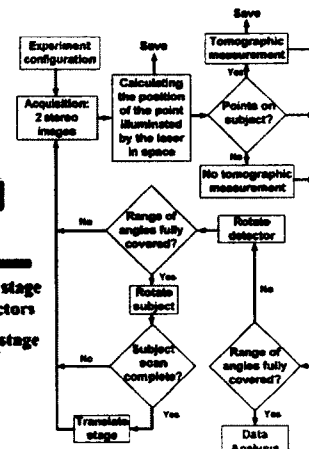 Save
Save
Experiment
configuration
Tomographic
measurement
Yes
Acquisition:
2 stereo
images
Calculating
the position
of the point
illuminated
by the laser
in space
Points on
subject?
No
No tomographic
measurement
No
Range of
angles fully
covered?
Rotate
detector
Yes
No
Rotate
subject
stage
ctors
stage
No
Subject
scan
complete?
Range of
angles fully
covered?
Yes
Yes
Translate
stage
Data
Analysis